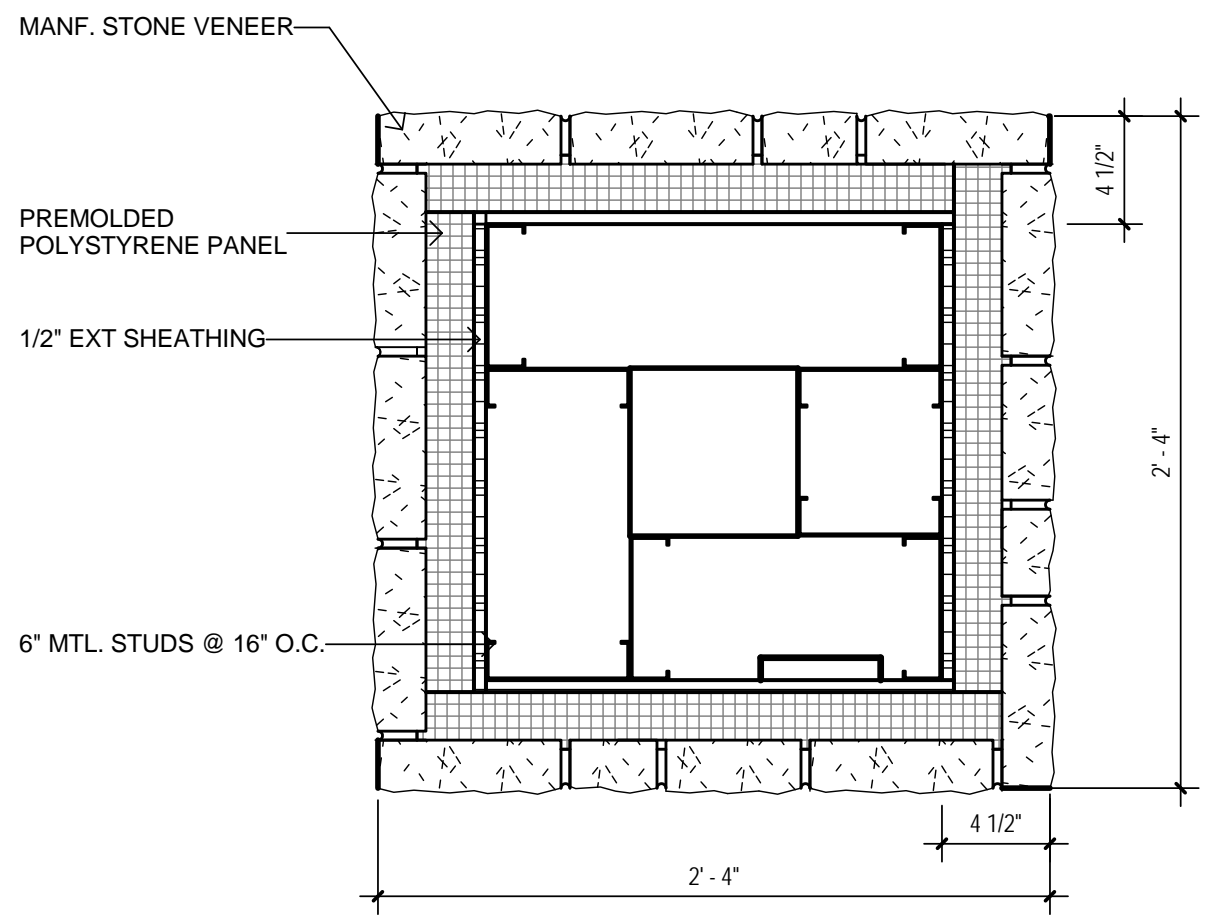 MANF. STONE VENEER
PREMOLDED
POLYSTYRENE PANEL
1/2" EXT SHEATHING
6" MTL. STUDS @ 16" O.C.
4 1/2"
2' - 4"
4 1/2"
2' - 4"